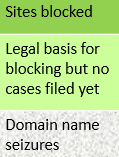 Sites blocked
Legal basis for
blocking but no
cases filed yet
Domain name
seizures